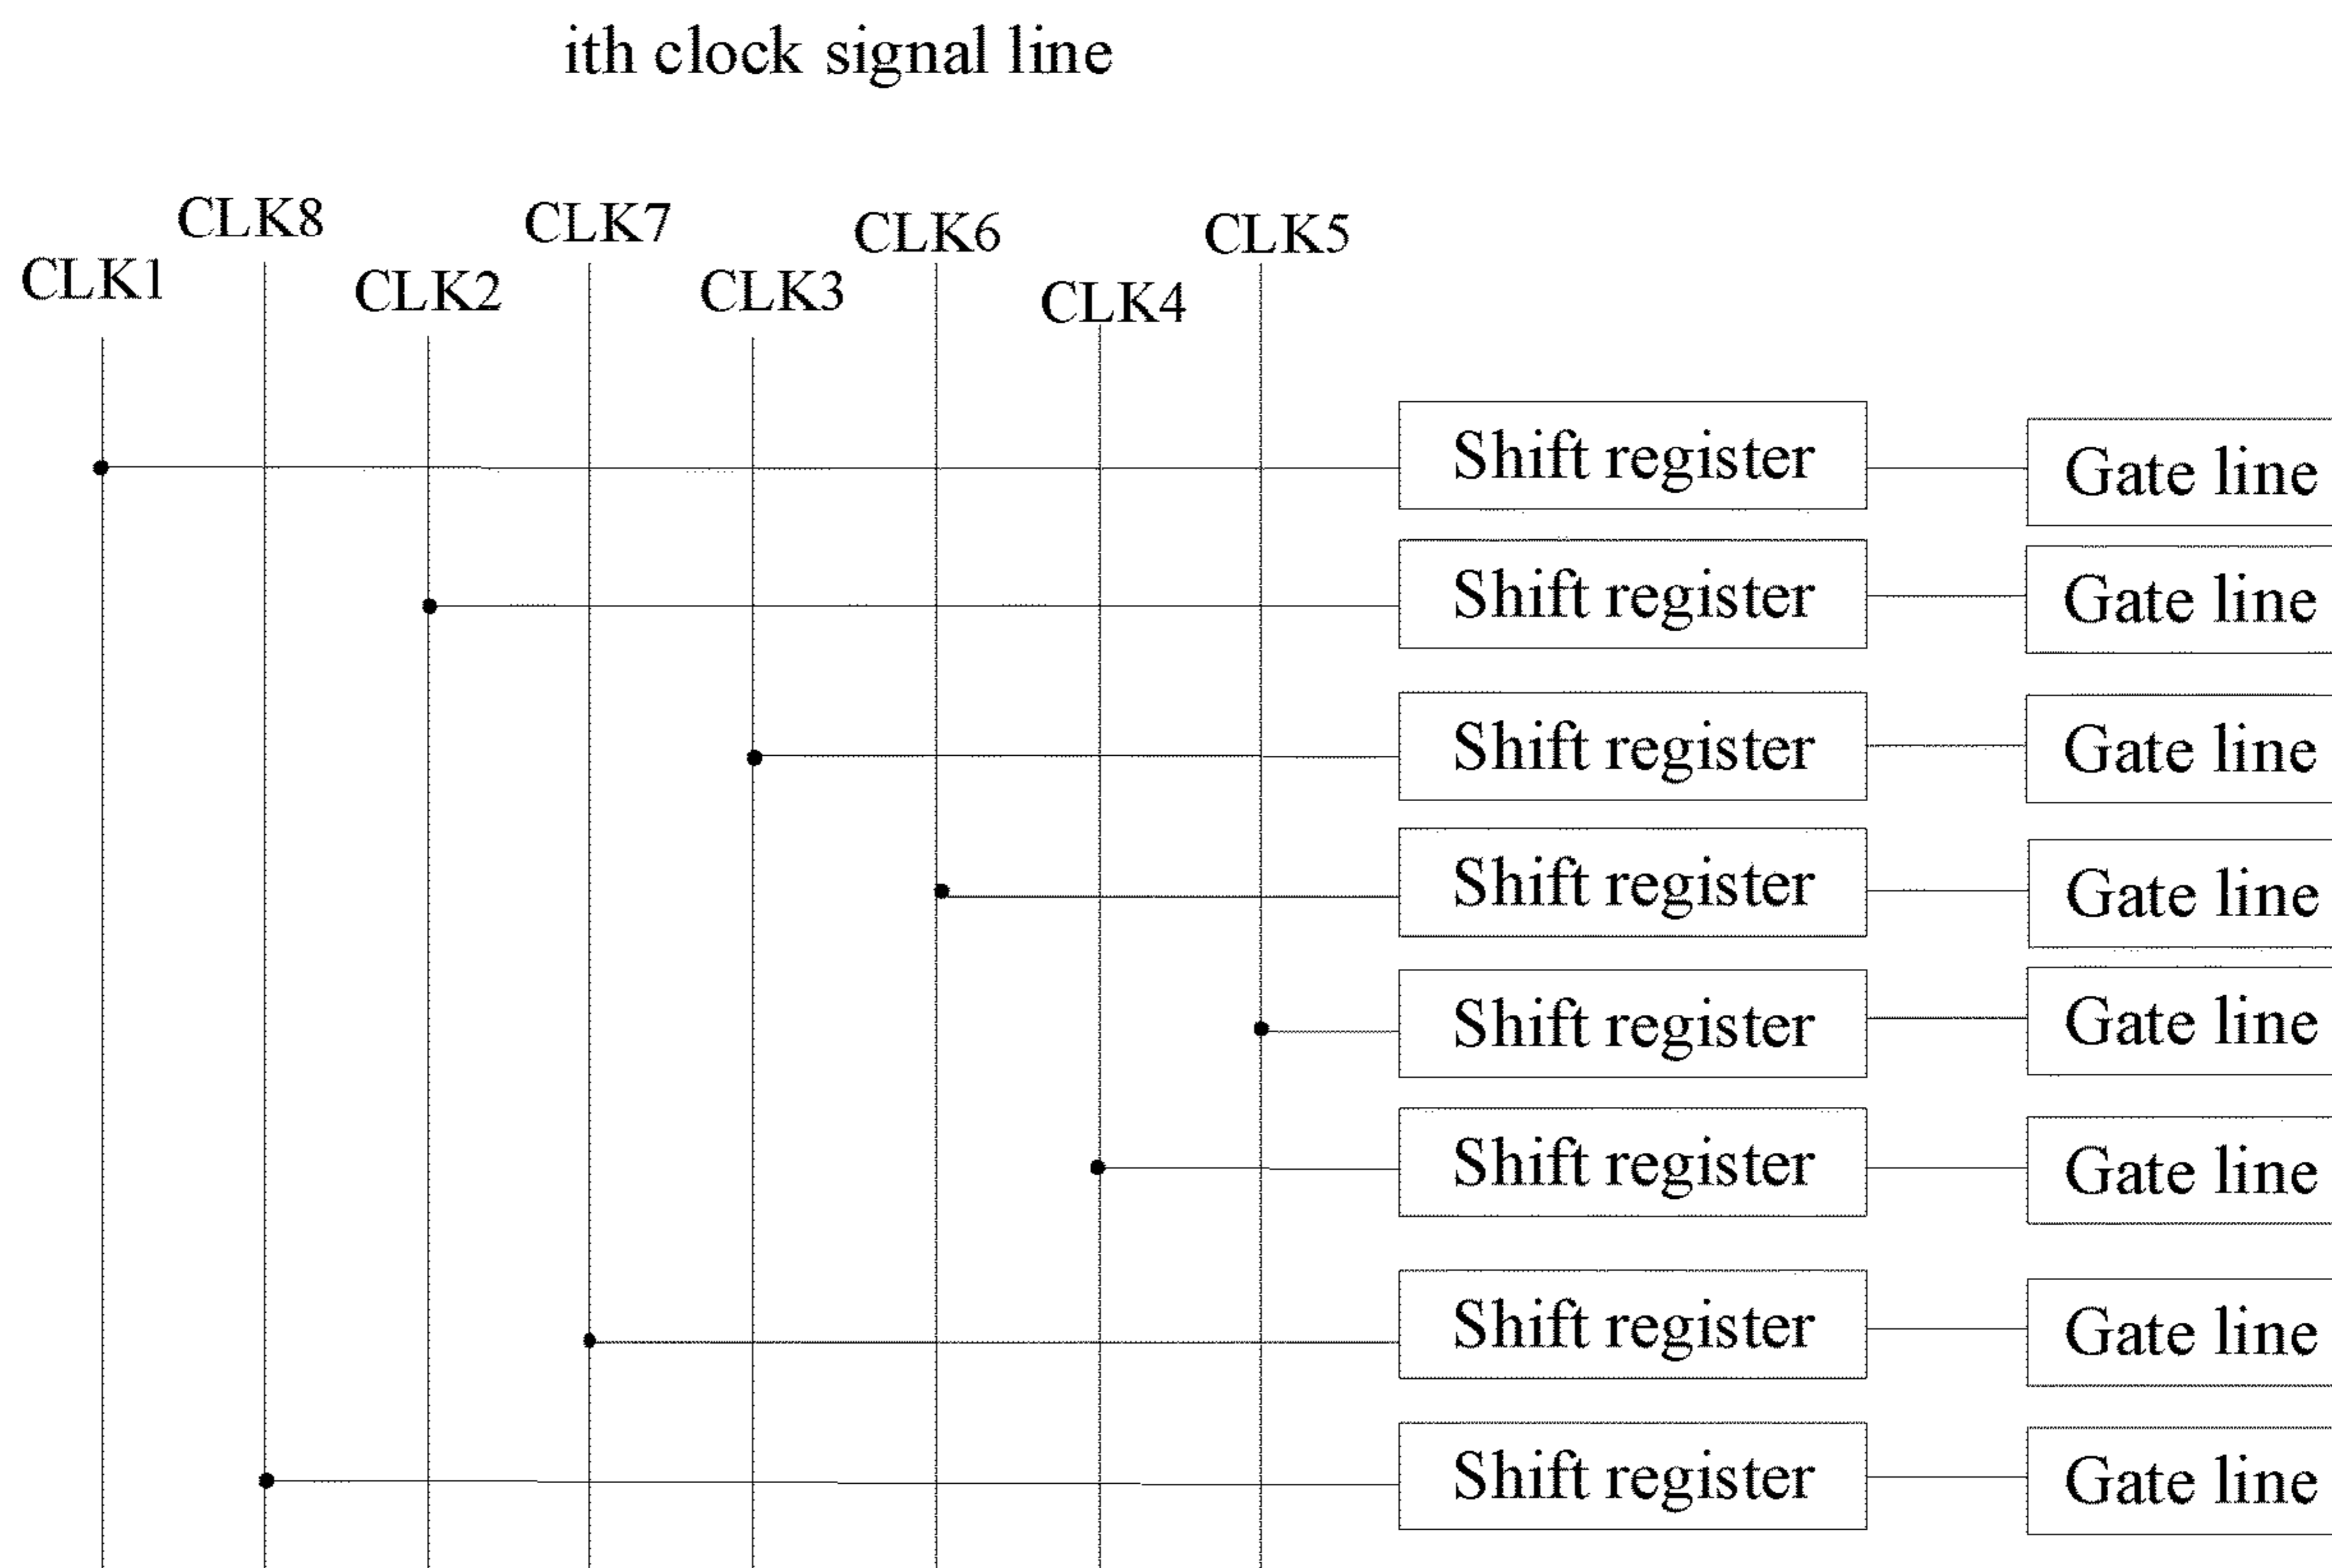 ith clock signal line
CLK1
CLK8
CLK2
CLK7
CLK3
CLK6
CLK4
CLK5
Shift register
Gate line
Shift register
Gate line
Shift register
Gate line
Shift register
Gate line
Shift register
Gate line
Shift register
Gate line
Shift register
Gate line
Shift register
Gate line